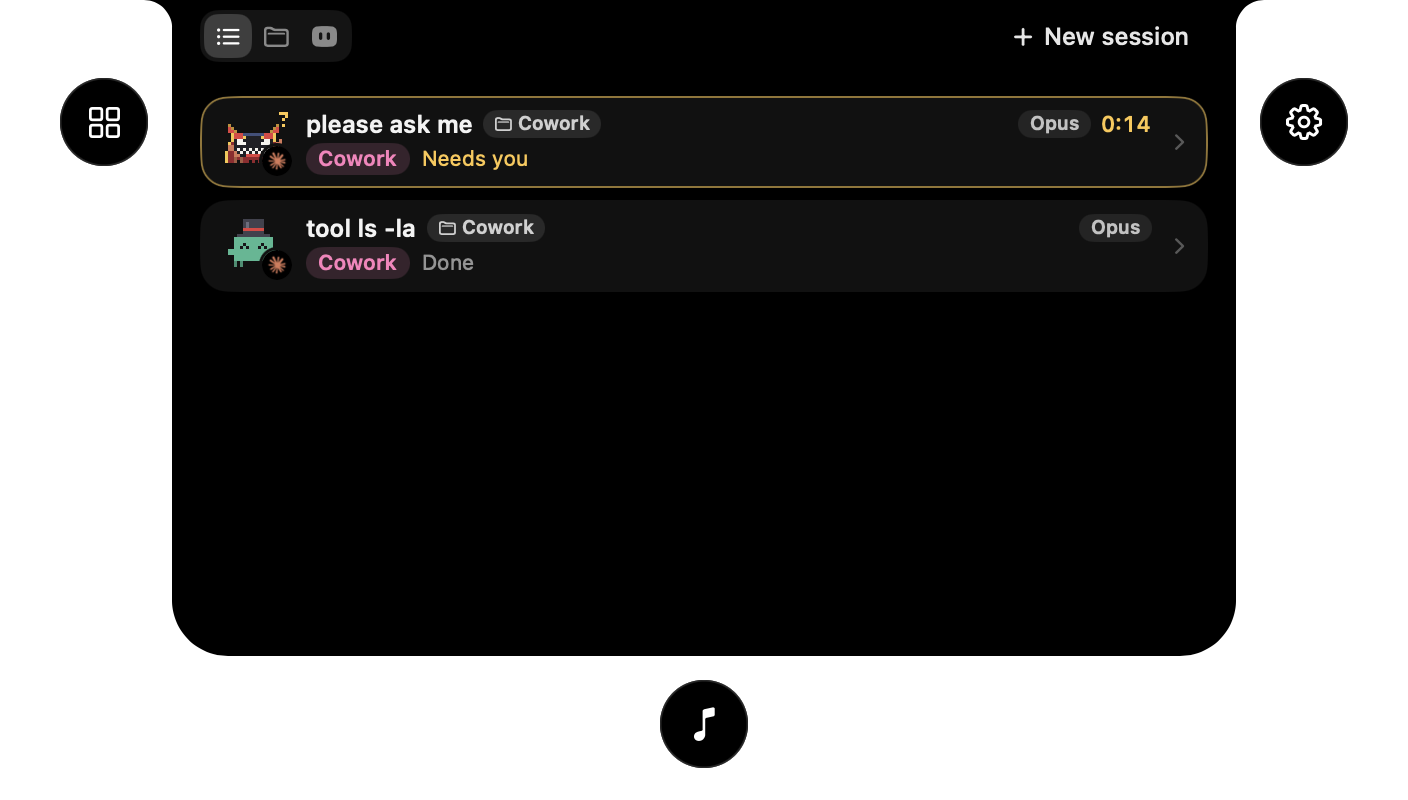 New session
please ask me Cowork Opus 0:14
Cowork Needs you
tool ls -la Cowork Opus
Cowork Done